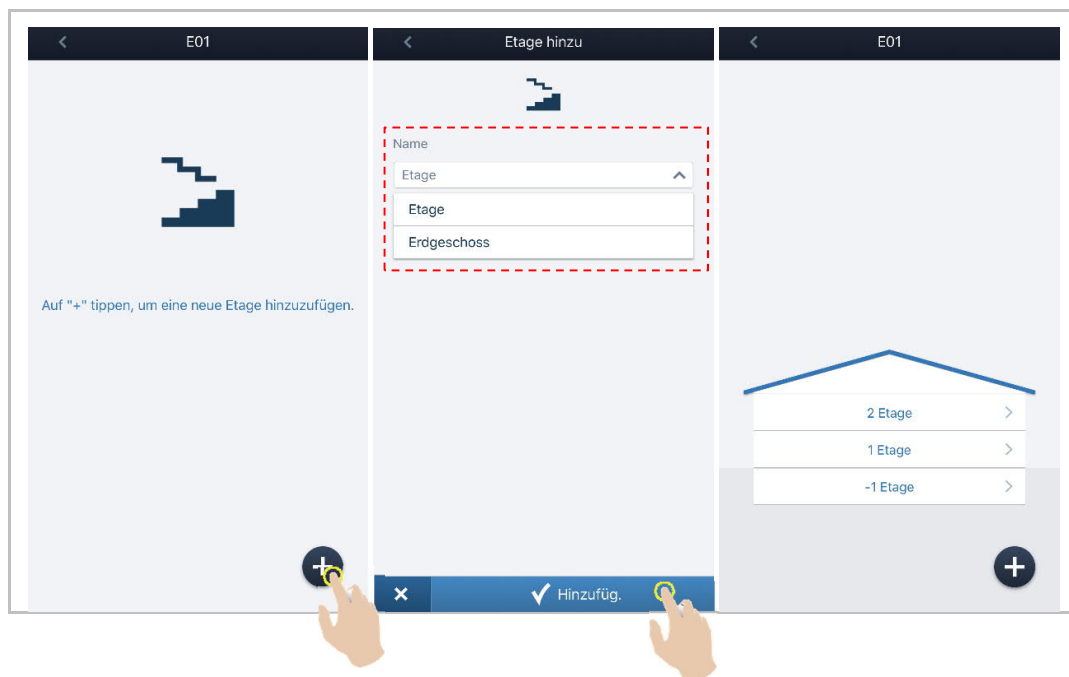 E01
Auf "+" tippen, um eine neue Etage hinzuzufügen.
Etage hinzu
Name
Etage
Etage
Erdgeschoss
Hinzufüg.
E01
2 Etage
1 Etage
-1 Etage